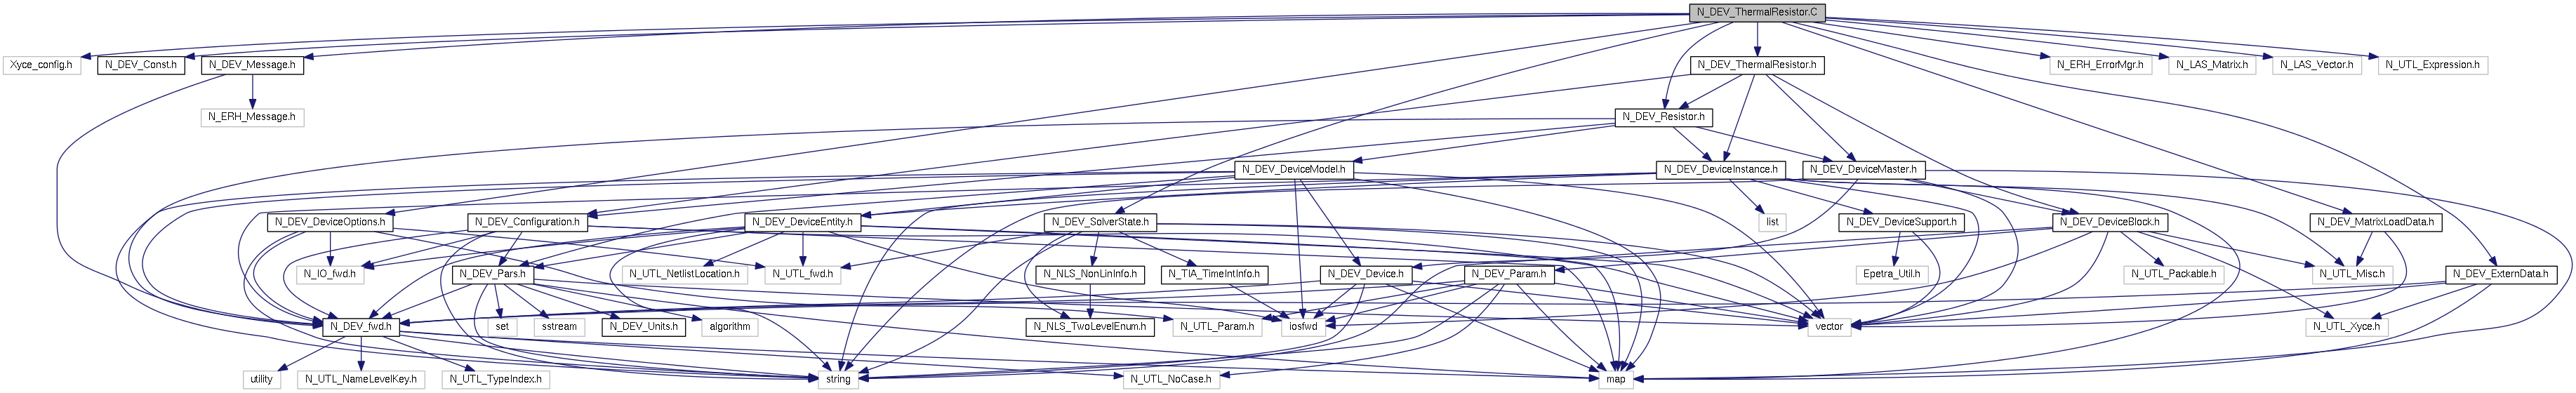 N_DEV_ThermalResistor.C
Xyce_config.h
N_DEV_Const.h
N_DEV_Message.h
N_DEV_ThermalResistor.h
N_ERH_ErrorMgr.h
N_LAS_Matrix.h
N_LAS_Vector.h
N_UTL_Expression.h
N_ERH_Message.h
N_DEV_Resistor.h
N_DEV_DeviceModel.h
N_DEV_DeviceInstance.h
N_DEV_DeviceMaster.h
N_DEV_DeviceOptions.h
N_DEV_Configuration.h
N_DEV_DeviceEntity.h
N_DEV_SolverState.h
list
N_DEV_DeviceSupport.h
N_DEV_DeviceBlock.h
N_DEV_MatrixLoadData.h
N_IO_fwd.h
N_DEV_Pars.h
N_UTL_NetlistLocation.h
N_UTL_fwd.h
N_NLS_NonLinInfo.h
N_TIA_TimeIntInfo.h
N_DEV_Device.h
N_DEV_Param.h
Epetra_Util.h
N_UTL_Packable.h
N_UTL_Misc.h
N_DEV_ExternData.h
N_DEV_fwd.h
set
sstream
N_DEV_Units.h
algorithm
N_NLS_TwoLevelEnum.h
N_UTL_Param.h
iosfwd
vector
N_UTL_Xyce.h
utility
N_UTL_NameLevelKey.h
N_UTL_TypeIndex.h
string
N_UTL_NoCase.h
map